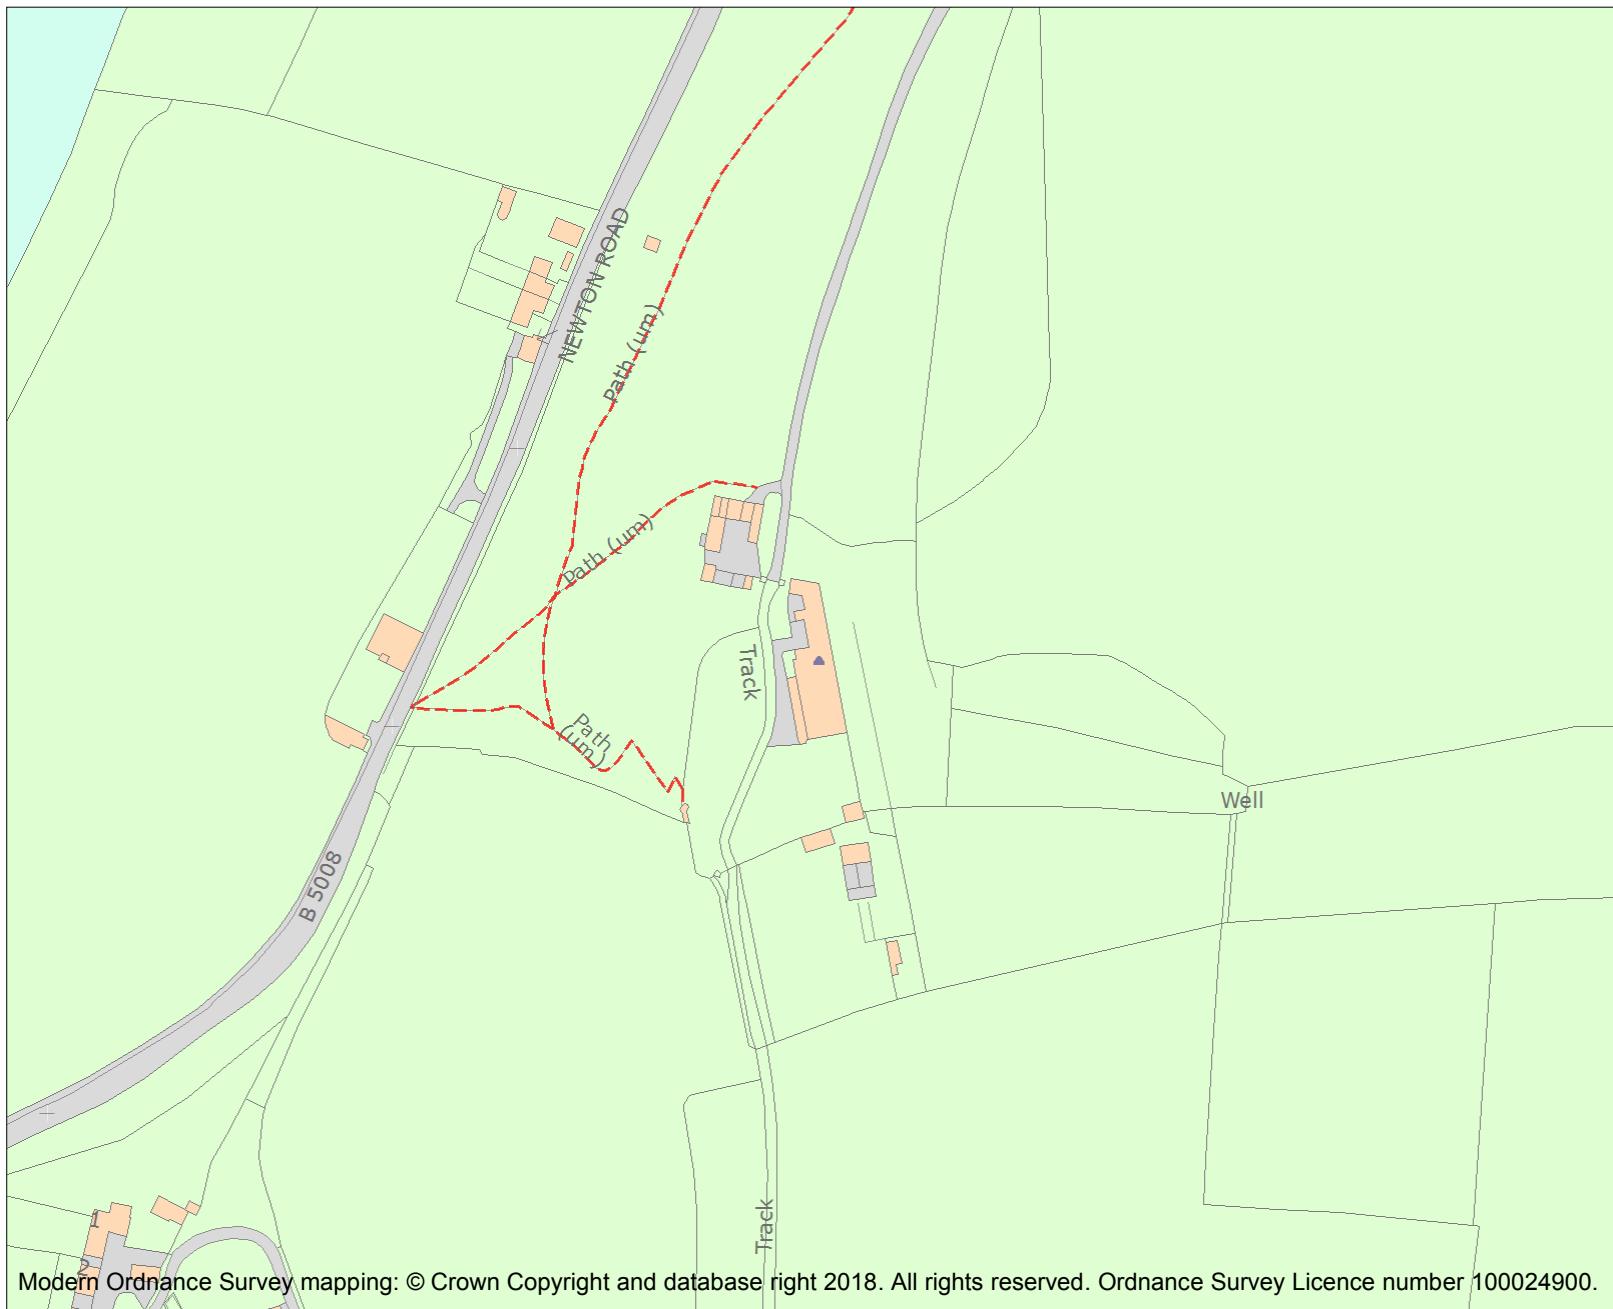 NEWTON ROAD
Path (um)
Path (um)
Track
Path
(um)
Well
B 5008
Track
1
2
Modern Ordnance Survey mapping: © Crown Copyright and database right 2018. All rights reserved. Ordnance Survey Licence number 100024900.